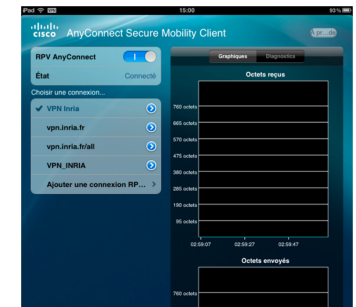 iPad
VPN
15:00
93 %
cisco AnyConnect Secure Mobility Client
À pr...de
RPV AnyConnect
État Connecté
Choisir une connexion...
VPN Inria
vpn.inria.fr
vpn.inria.fr/all
VPN_INRIA
Ajouter une connexion RP...
Graphiques Diagnostics
Octets reçus
760 octets
665 octets
570 octets
475 octets
380 octets
285 octets
190 octets
95 octets
02:59:07 02:59:27 02:59:47
Octets envoyés
760 octets